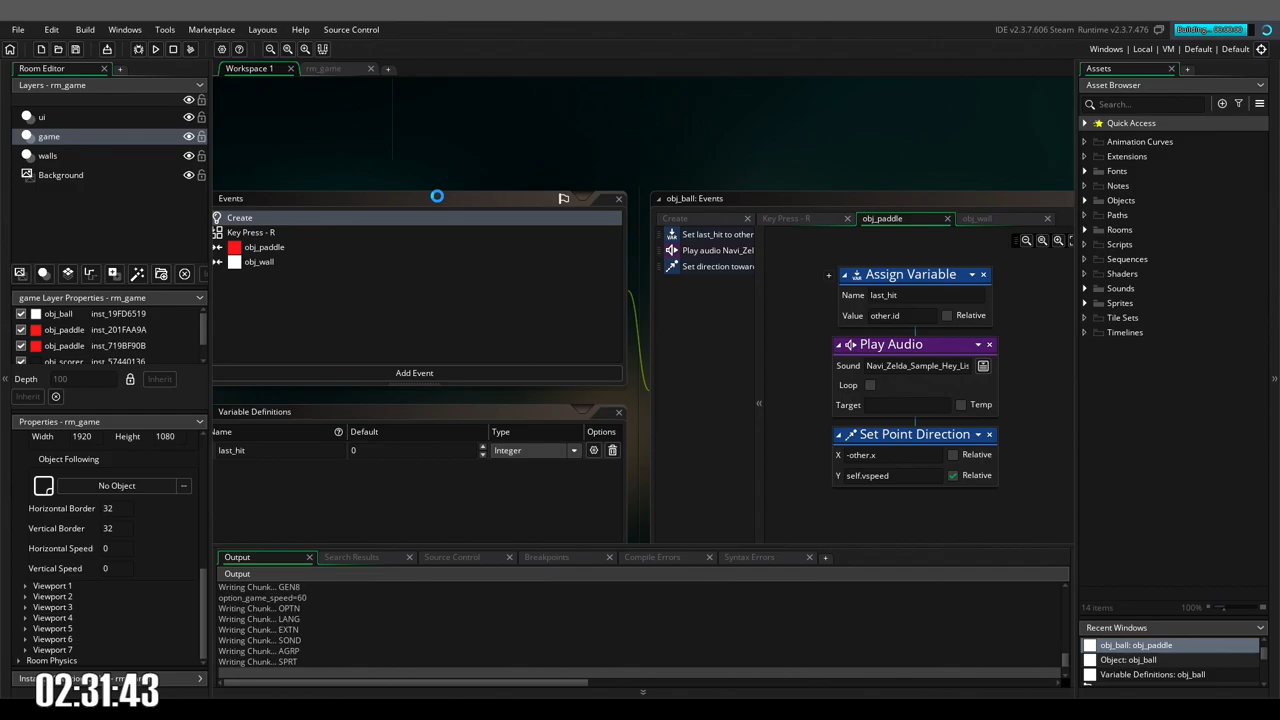 File Edit Build Windows Tools Marketplace Layouts Help Source Control
IDE v2.3.7.606 Steam Runtime v2.3.7.476
Building... 00:00:00
Windows | Local | VM | Default | Default
Room Editor
Workspace 1
rm_game
Assets
Layers - rm_game
Asset Browser
Search...
ui
game
walls
Background
Quick Access
Animation Curves
Extensions
Fonts
Notes
Objects
Paths
Rooms
Scripts
Sequences
Shaders
Sounds
Sprites
Tile Sets
Timelines
Events
Create
Key Press - R
obj_paddle
obj_wall
Add Event
obj_ball: Events
Create
Key Press - R
obj_paddle
obj_wall
Set last_hit to other
Play audio Navi_Zel
Set direction towar
Assign Variable
Name last_hit
Value other.id Relative
Play Audio
Sound Navi_Zelda_Sample_Hey_Lis
Loop
Target Temp
Set Point Direction
X -other.x Relative
Y self.vspeed Relative
game Layer Properties - rm_game
obj_ball inst_19FD6519
obj_paddle inst_201FAA9A
obj_paddle inst_719BF90B
obj_scorer inst_57440136
Depth 100 Inherit
Inherit
Variable Definitions
Name Default Type Options
last_hit 0 Integer
Properties - rm_game
Width 1920 Height 1080
Object Following
No Object
Horizontal Border 32
Vertical Border 32
Horizontal Speed 0
Vertical Speed 0
Viewport 1
Viewport 2
Viewport 3
Viewport 4
Viewport 5
Viewport 6
Viewport 7
Room Physics
Output Search Results Source Control Breakpoints Compile Errors Syntax Errors
Output
Writing Chunk... GEN8
option_game_speed=60
Writing Chunk... OPTN
Writing Chunk... LANG
Writing Chunk... EXTN
Writing Chunk... SOND
Writing Chunk... AGRP
Writing Chunk... SPRT
14 items 100%
Recent Windows
obj_ball: obj_paddle
Object: obj_ball
Variable Definitions: obj_ball
02:31:43